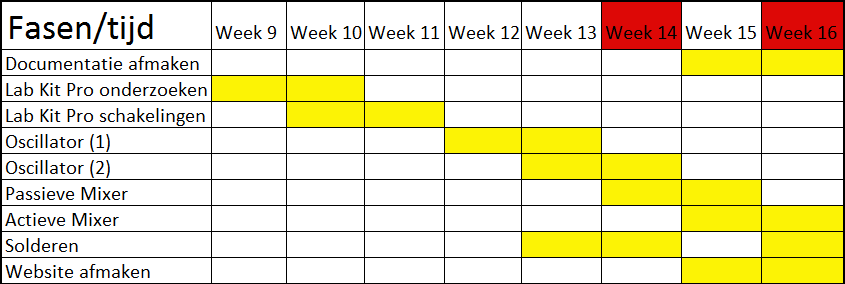 Fasen/tijd Week 9 Week 10 Week 11 Week 12 Week 13 Week 14 Week 15 Week 16
Documentatie afmaken
Lab Kit Pro onderzoeken
Lab Kit Pro schakelingen
Oscillator (1)
Oscillator (2)
Passieve Mixer
Actieve Mixer
Solderen
Website afmaken